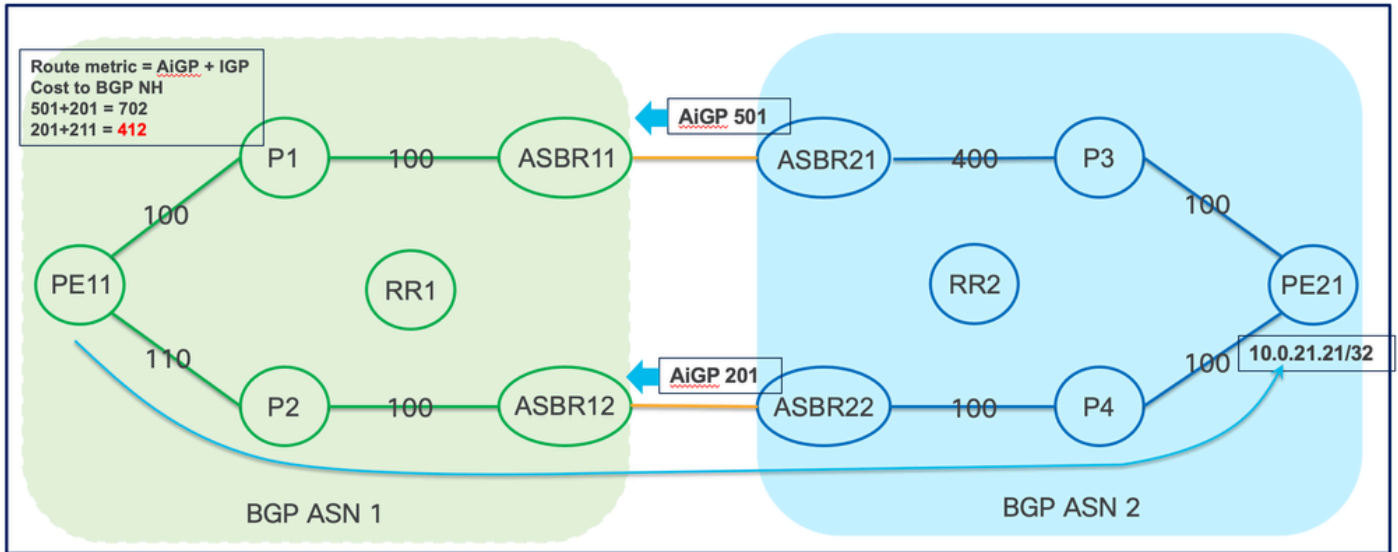 Route metric = AiGP + IGP
Cost to BGP NH
501+201 = 702
201+211 = 412
AiGP 501
P1
100
ASBR11
ASBR21
400
P3
100
100
PE11
RR1
RR2
PE21
110
AiGP 201
100
10.0.21.21/32
P2
100
ASBR12
ASBR22
100
P4
BGP ASN 1
BGP ASN 2